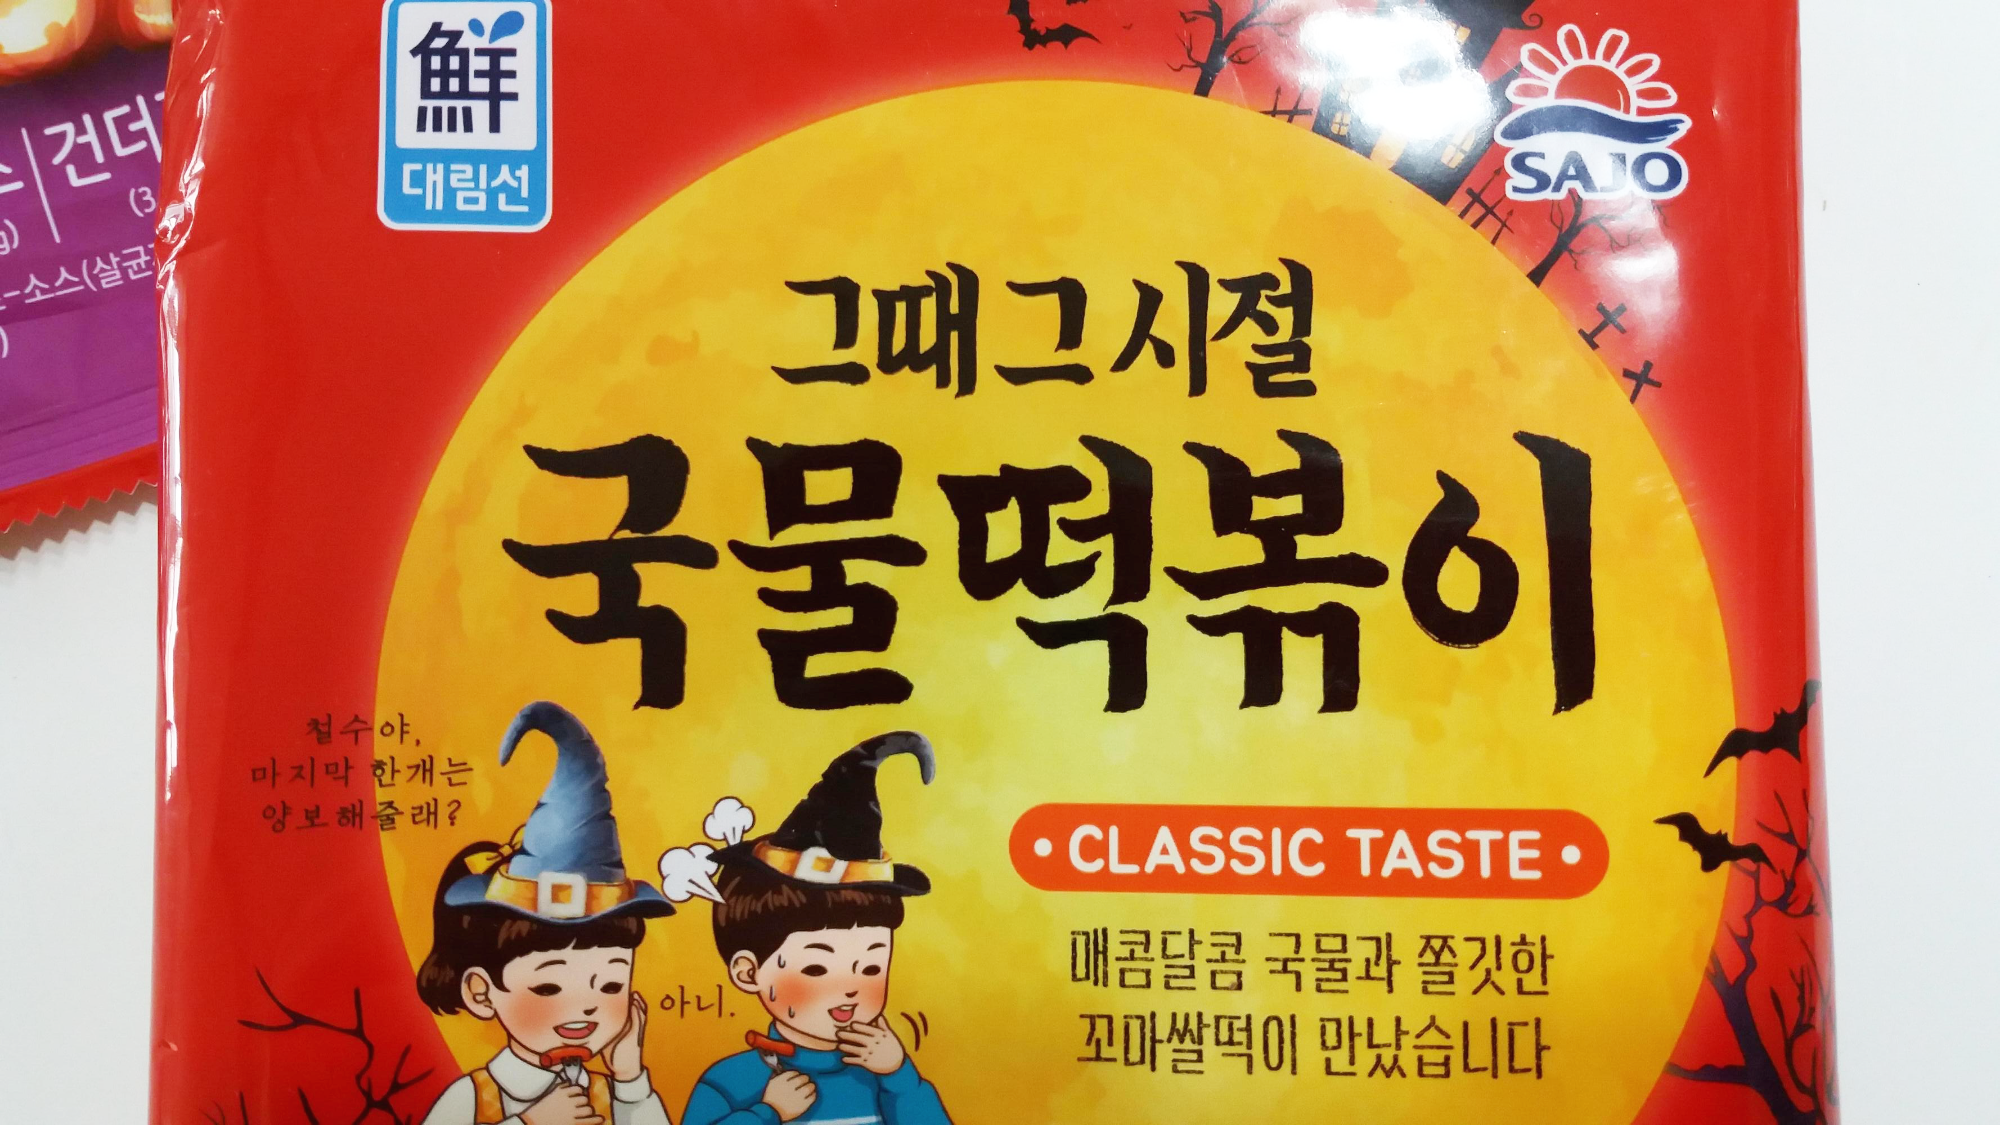 鮮
대림선
SAJO
건더
(3
g)
-소스(살균
)
그때그시절
국물떡볶이
철수야,
마지막 한개는
양보해줄래?
아니.
• CLASSIC TASTE •
매콤달콤 국물과 쫄깃한
꼬마쌀떡이 만났습니다